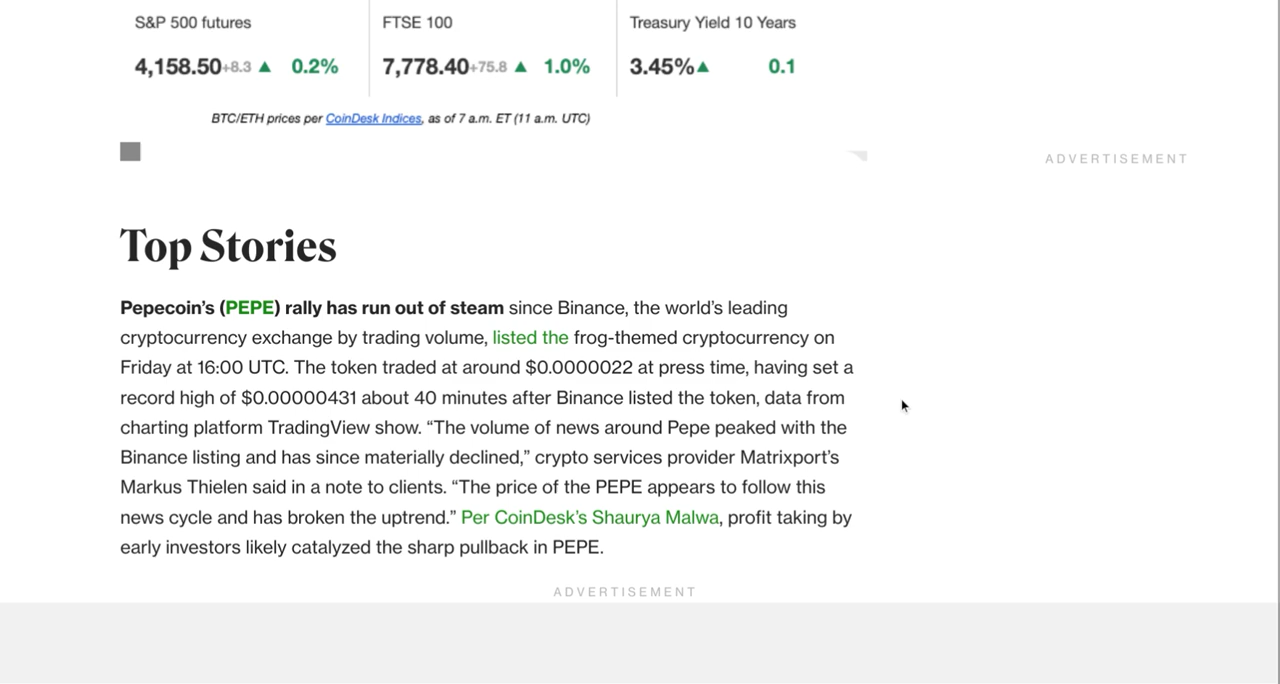 S&P 500 futures FTSE 100 Treasury Yield 10 Years
4,158.50+8.3 ▲ 0.2% 7,778.40+75.8 ▲ 1.0% 3.45%▲ 0.1
BTC/ETH prices per CoinDesk Indices, as of 7 a.m. ET (11 a.m. UTC)
ADVERTISEMENT
Top Stories
Pepecoin’s (PEPE) rally has run out of steam since Binance, the world’s leading
cryptocurrency exchange by trading volume, listed the frog-themed cryptocurrency on
Friday at 16:00 UTC. The token traded at around $0.0000022 at press time, having set a
record high of $0.00000431 about 40 minutes after Binance listed the token, data from
charting platform TradingView show. “The volume of news around Pepe peaked with the
Binance listing and has since materially declined,” crypto services provider Matrixport’s
Markus Thielen said in a note to clients. “The price of the PEPE appears to follow this
news cycle and has broken the uptrend.” Per CoinDesk’s Shaurya Malwa, profit taking by
early investors likely catalyzed the sharp pullback in PEPE.
ADVERTISEMENT